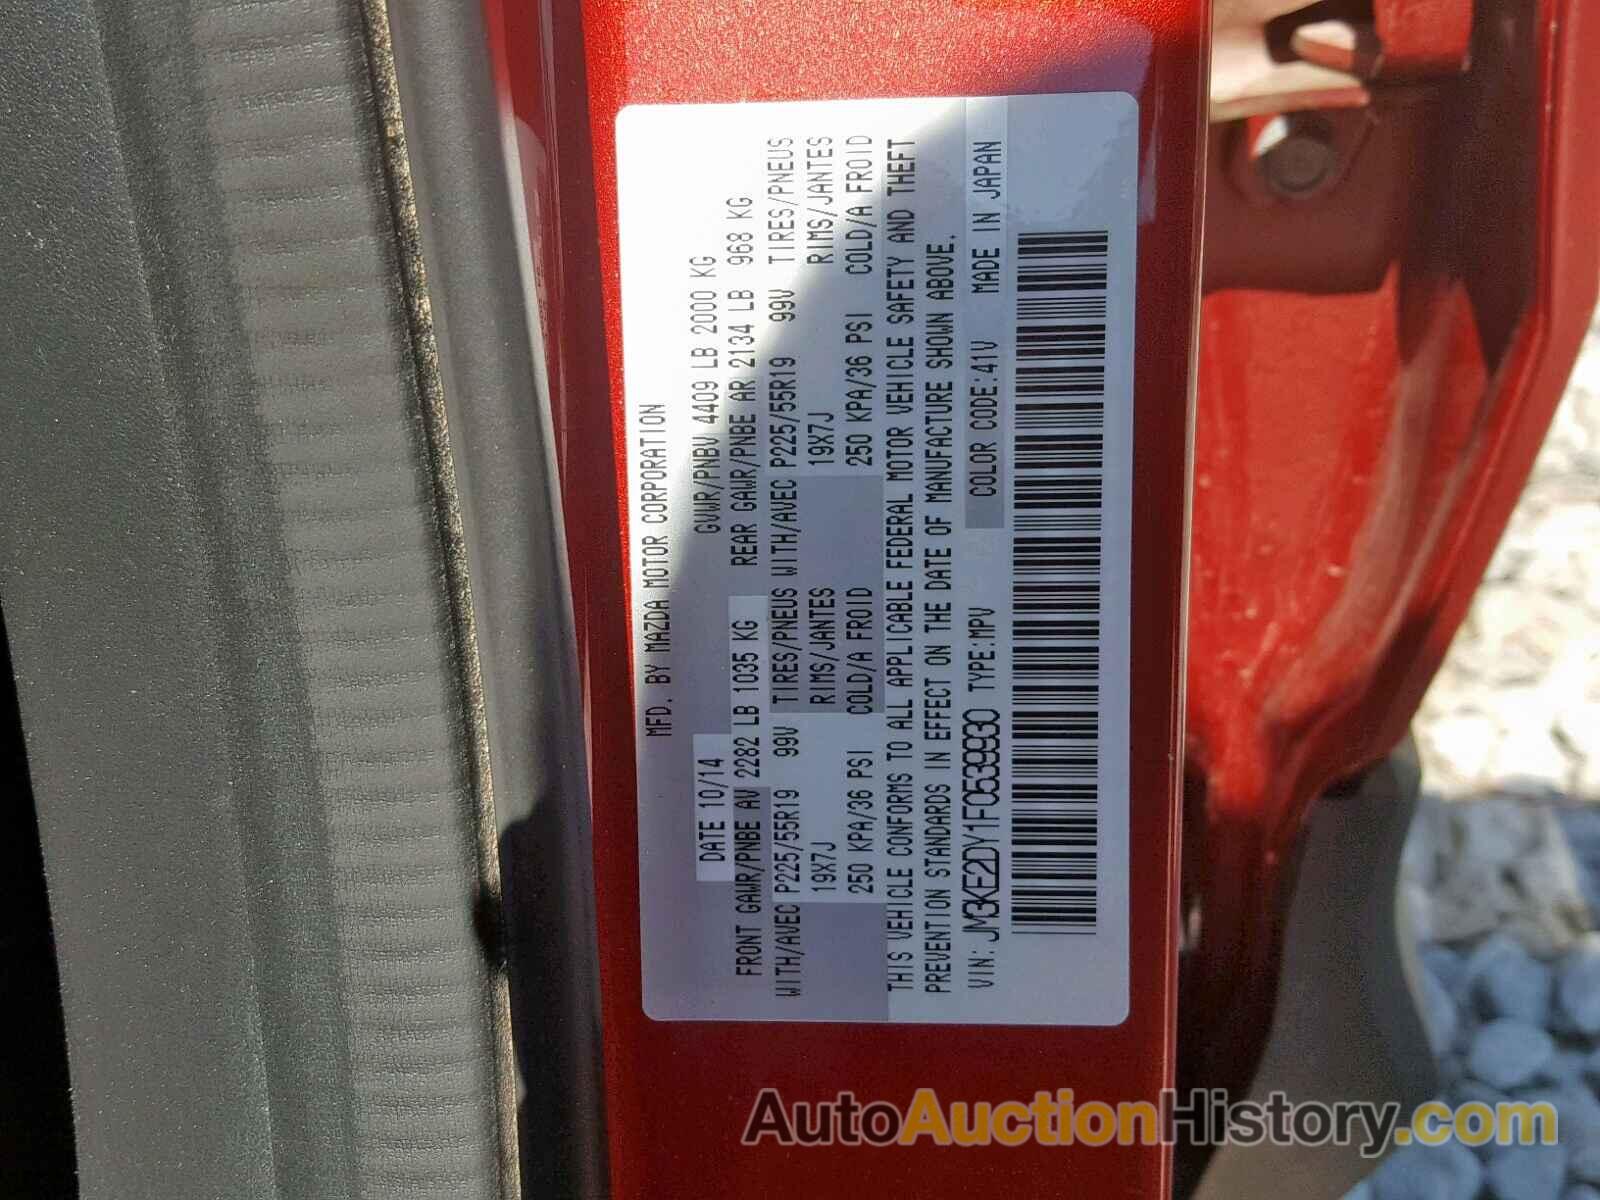 MFD. BY MAZDA MOTOR CORPORATION
DATE 10/14 GVWR/PNBV 4409 LB 2000 KG
FRONT GAWR/PNBE AV 2282 LB 1035 KG REAR GAWR/PNBE AR 2134 LB 968 KG
WITH/AVEC P225/55R19 99V TIRES/PNEUS WITH/AVEC P225/55R19 99V TIRES/PNEUS
19X7J RIMS/JANTES 19X7J RIMS/JANTES
250 KPA/36 PSI COLD/A FROID 250 KPA/36 PSI COLD/A FROID
THIS VEHICLE CONFORMS TO ALL APPLICABLE FEDERAL MOTOR VEHICLE SAFETY AND THEFT
PREVENTION STANDARDS IN EFFECT ON THE DATE OF MANUFACTURE SHOWN ABOVE.
VIN: JM3KE2DY1F0539930 TYPE:MPV COLOR CODE:41V MADE IN JAPAN
AutoAuctionHistory.com